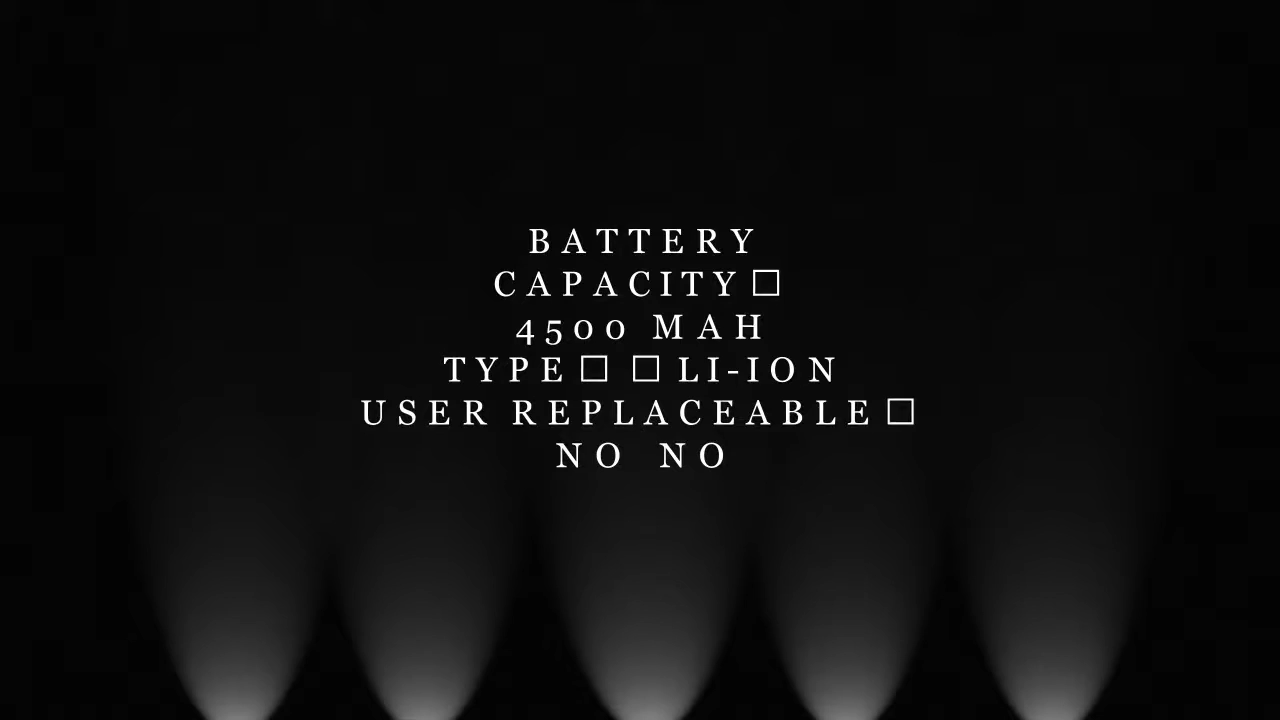 BATTERY
CAPACITY□
4500 MAH
TYPE□ □LI-ION
USER REPLACEABLE□
NO NO